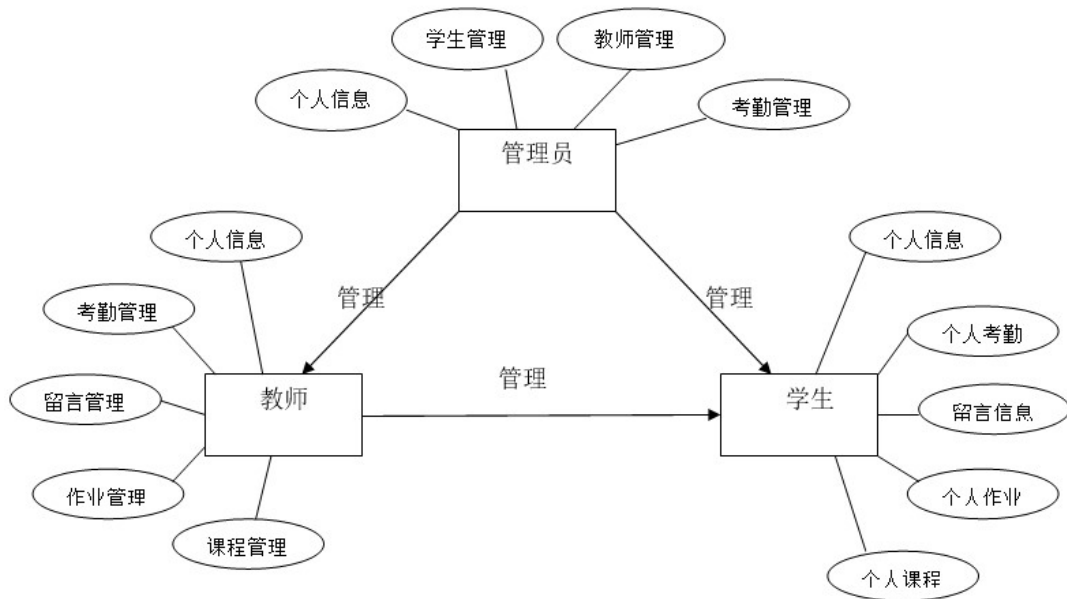 学生管理
教师管理
个人信息
考勤管理
管理员
个人信息
个人信息
管理
管理
考勤管理
个人考勤
管理
教师
学生
留言管理
留言信息
作业管理
个人作业
课程管理
个人课程